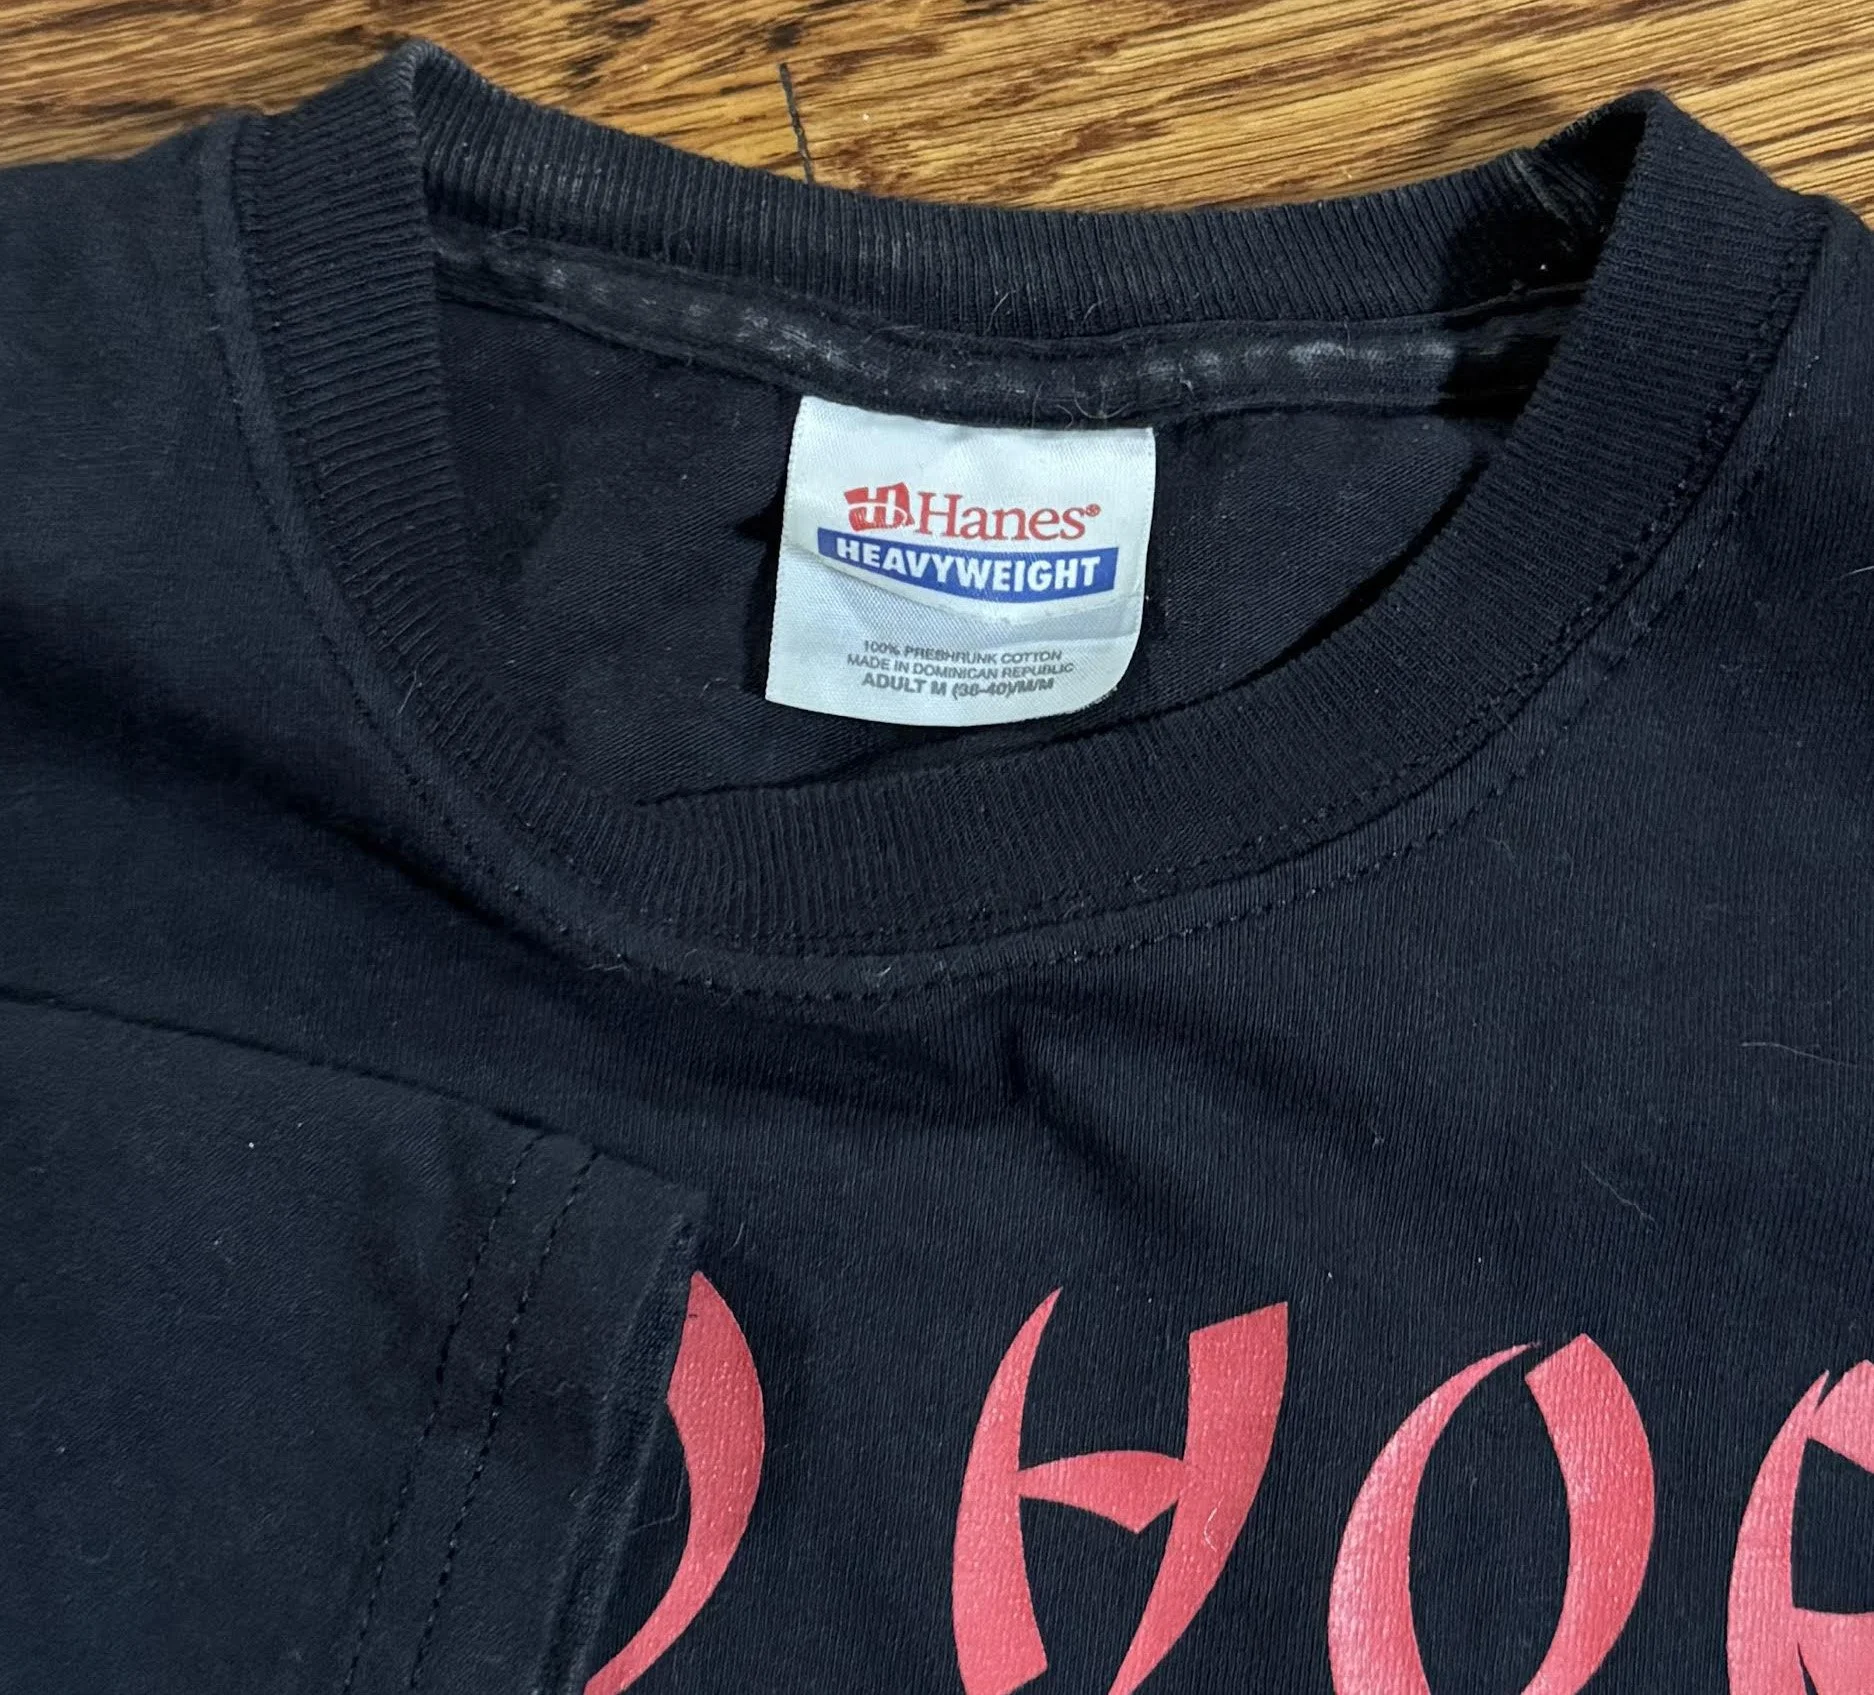 Hanes®
HEAVYWEIGHT
100% PRESHRUNK COTTON
MADE IN DOMINICAN REPUBLIC
ADULT M (38-40)/M/M
HO